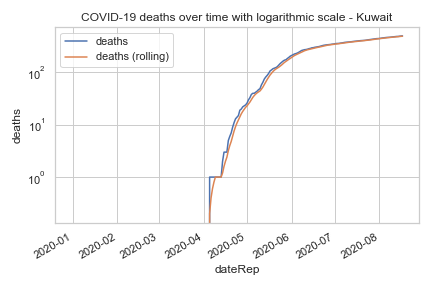 COVID-19 deaths over time with logarithmic scale - Kuwait
deaths
deaths (rolling)
10²
10¹
10⁰
deaths
2020-01
2020-02
2020-03
2020-04
2020-05
2020-06
2020-07
2020-08
dateRep